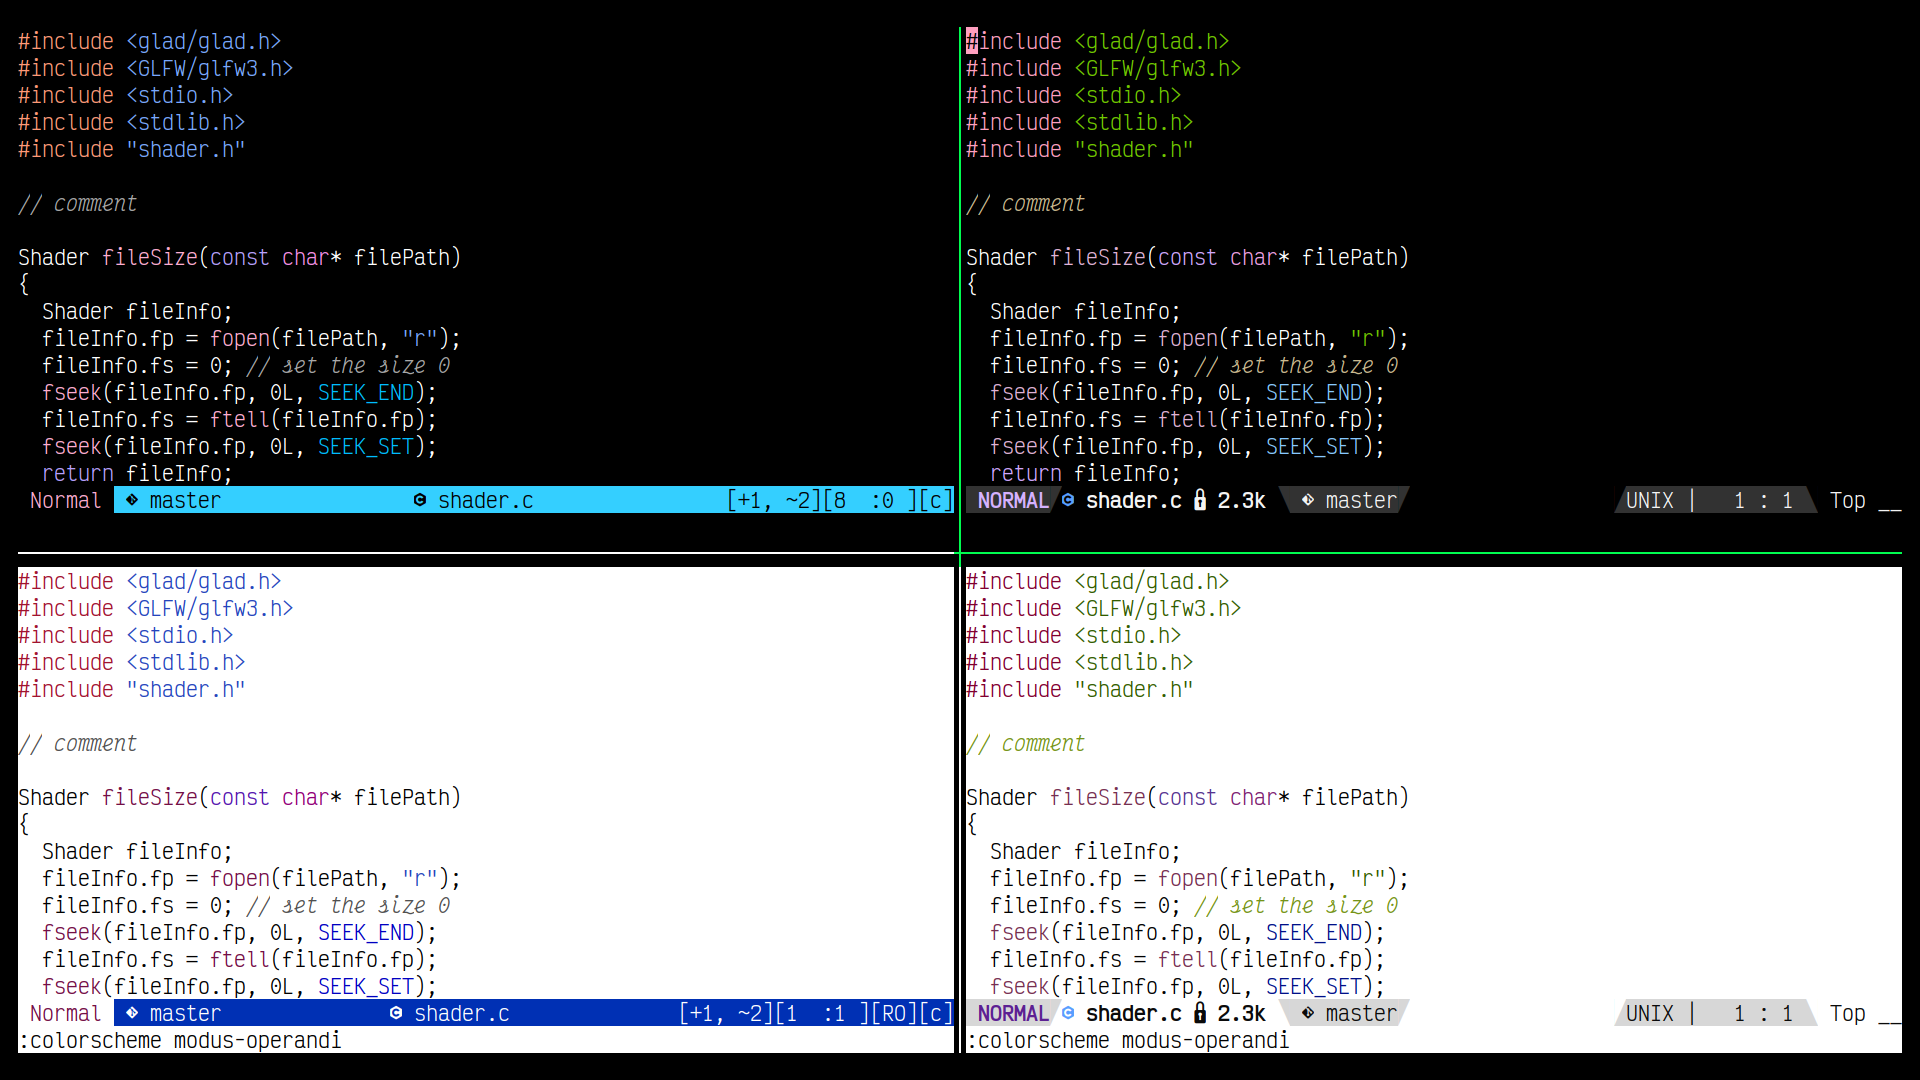 #include <glad/glad.h>
#include <GLFW/glfw3.h>
#include <stdio.h>
#include <stdlib.h>
#include "shader.h"
// comment
Shader fileSize(const char* filePath)
{
  Shader fileInfo;
  fileInfo.fp = fopen(filePath, "r");
  fileInfo.fs = 0; // set the size 0
  fseek(fileInfo.fp, 0L, SEEK_END);
  fileInfo.fs = ftell(fileInfo.fp);
  fseek(fileInfo.fp, 0L, SEEK_SET);
  return fileInfo;
Normal master shader.c [+1, ~2][8  :0 ][c]
#include <glad/glad.h>
#include <GLFW/glfw3.h>
#include <stdio.h>
#include <stdlib.h>
#include "shader.h"
// comment
Shader fileSize(const char* filePath)
{
  Shader fileInfo;
  fileInfo.fp = fopen(filePath, "r");
  fileInfo.fs = 0; // set the size 0
  fseek(fileInfo.fp, 0L, SEEK_END);
  fileInfo.fs = ftell(fileInfo.fp);
  fseek(fileInfo.fp, 0L, SEEK_SET);
  return fileInfo;
NORMAL shader.c 2.3k master UNIX | 1 : 1 Top __
#include <glad/glad.h>
#include <GLFW/glfw3.h>
#include <stdio.h>
#include <stdlib.h>
#include "shader.h"
// comment
Shader fileSize(const char* filePath)
{
  Shader fileInfo;
  fileInfo.fp = fopen(filePath, "r");
  fileInfo.fs = 0; // set the size 0
  fseek(fileInfo.fp, 0L, SEEK_END);
  fileInfo.fs = ftell(fileInfo.fp);
  fseek(fileInfo.fp, 0L, SEEK_SET);
Normal master shader.c [+1, ~2][1  :1 ][RO][c]
:colorscheme modus-operandi
#include <glad/glad.h>
#include <GLFW/glfw3.h>
#include <stdio.h>
#include <stdlib.h>
#include "shader.h"
// comment
Shader fileSize(const char* filePath)
{
  Shader fileInfo;
  fileInfo.fp = fopen(filePath, "r");
  fileInfo.fs = 0; // set the size 0
  fseek(fileInfo.fp, 0L, SEEK_END);
  fileInfo.fs = ftell(fileInfo.fp);
  fseek(fileInfo.fp, 0L, SEEK_SET);
NORMAL shader.c 2.3k master UNIX | 1 : 1 Top __
:colorscheme modus-operandi